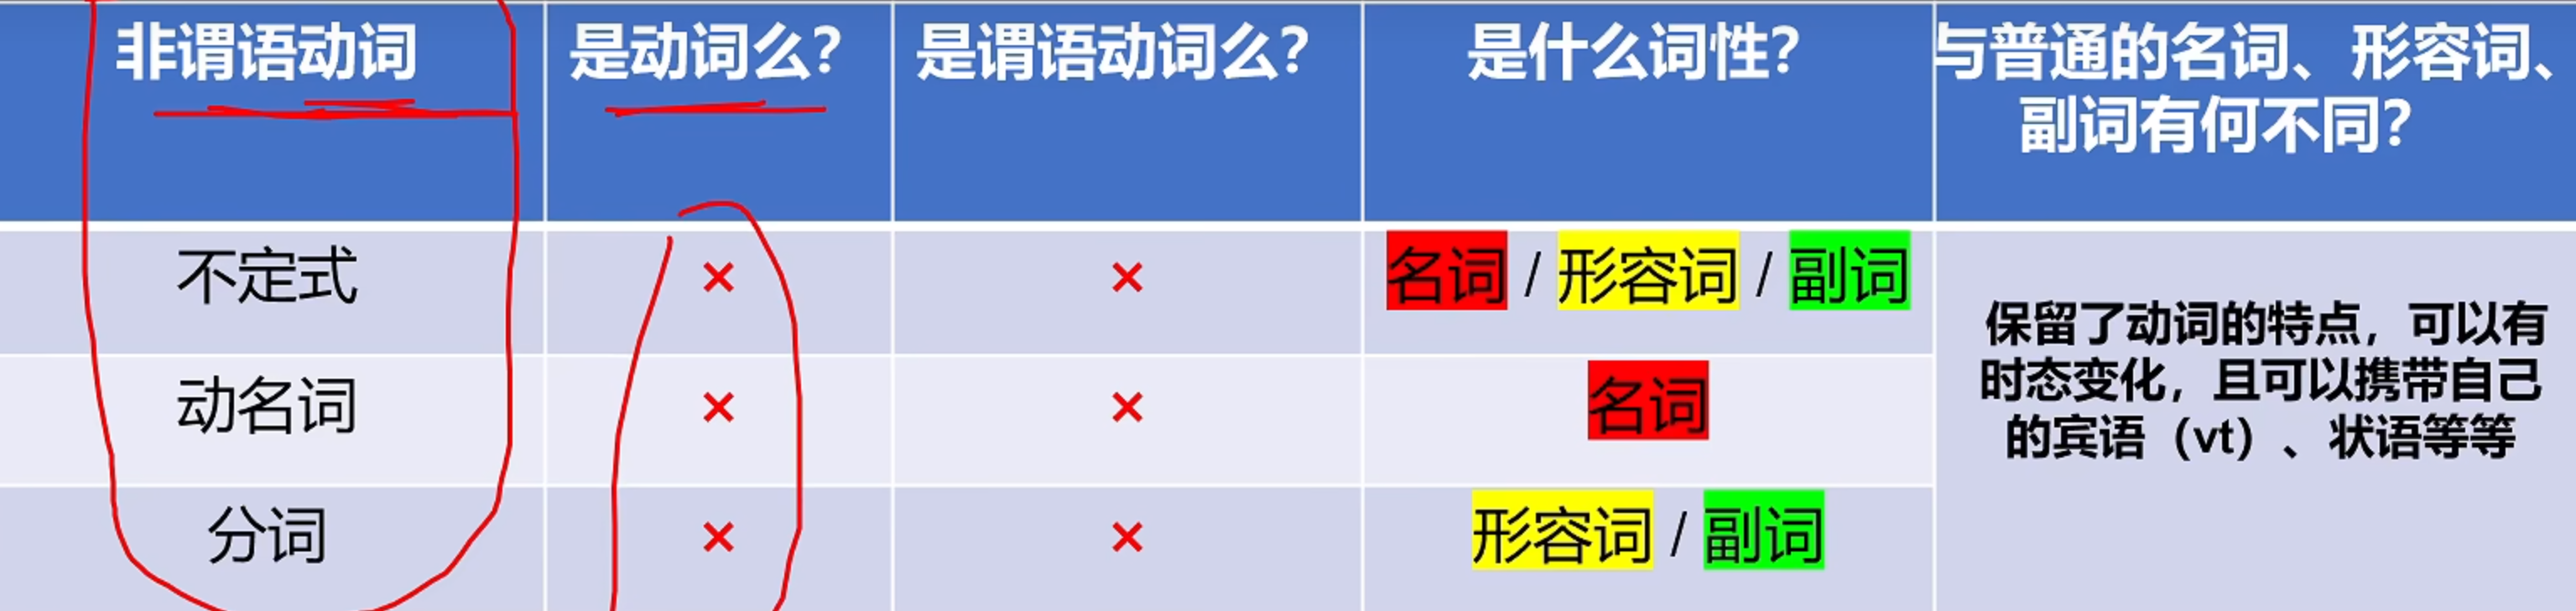 非谓语动词 是动词么？ 是谓语动词么？ 是什么词性？ 与普通的名词、形容词、
副词有何不同？
不定式 × × 名词 / 形容词 / 副词
保留了动词的特点，可以有
时态变化，且可以携带自己
的宾语（vt）、状语等等
动名词 × × 名词
分词 × × 形容词 / 副词